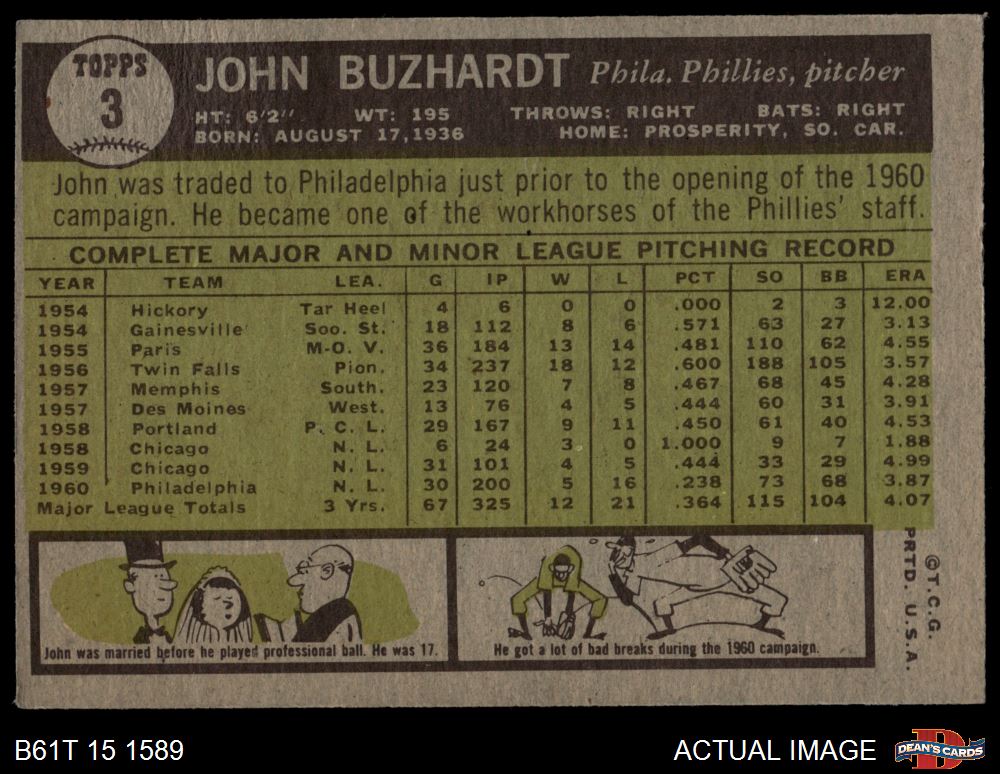 TOPPS
3
JOHN BUZHARDT Phila. Phillies, pitcher
HT: 6'2" WT: 195 THROWS: RIGHT BATS: RIGHT
BORN: AUGUST 17, 1936 HOME: PROSPERITY, SO. CAR.
John was traded to Philadelphia just prior to the opening of the 1960
campaign. He became one of the workhorses of the Phillies' staff.
COMPLETE MAJOR AND MINOR LEAGUE PITCHING RECORD
YEAR TEAM LEA. G IP W L PCT SO BB ERA
1954 Hickory Tar Heel 4 6 0 0 .000 2 3 12.00
1954 Gainesville Soo. St. 18 112 8 6 .571 63 27 3.13
1955 Paris M-O. V. 36 184 13 14 .481 110 62 4.55
1956 Twin Falls Pion. 34 237 18 12 .600 188 105 3.57
1957 Memphis South. 23 120 7 8 .467 68 45 4.28
1957 Des Moines West. 13 76 4 5 .444 60 31 3.91
1958 Portland P. C. L. 29 167 9 11 .450 61 40 4.53
1958 Chicago N. L. 6 24 3 0 1.000 9 7 1.88
1959 Chicago N. L. 31 101 4 5 .444 33 29 4.99
1960 Philadelphia N. L. 30 200 5 16 .238 73 68 3.87
Major League Totals 3 Yrs. 67 325 12 21 .364 115 104 4.07
John was married before he played professional ball. He was 17.
He got a lot of bad breaks during the 1960 campaign.
©T.C.G.
PRTD. U.S.A.
B61T 15 1589
ACTUAL IMAGE
DEAN'S CARDS